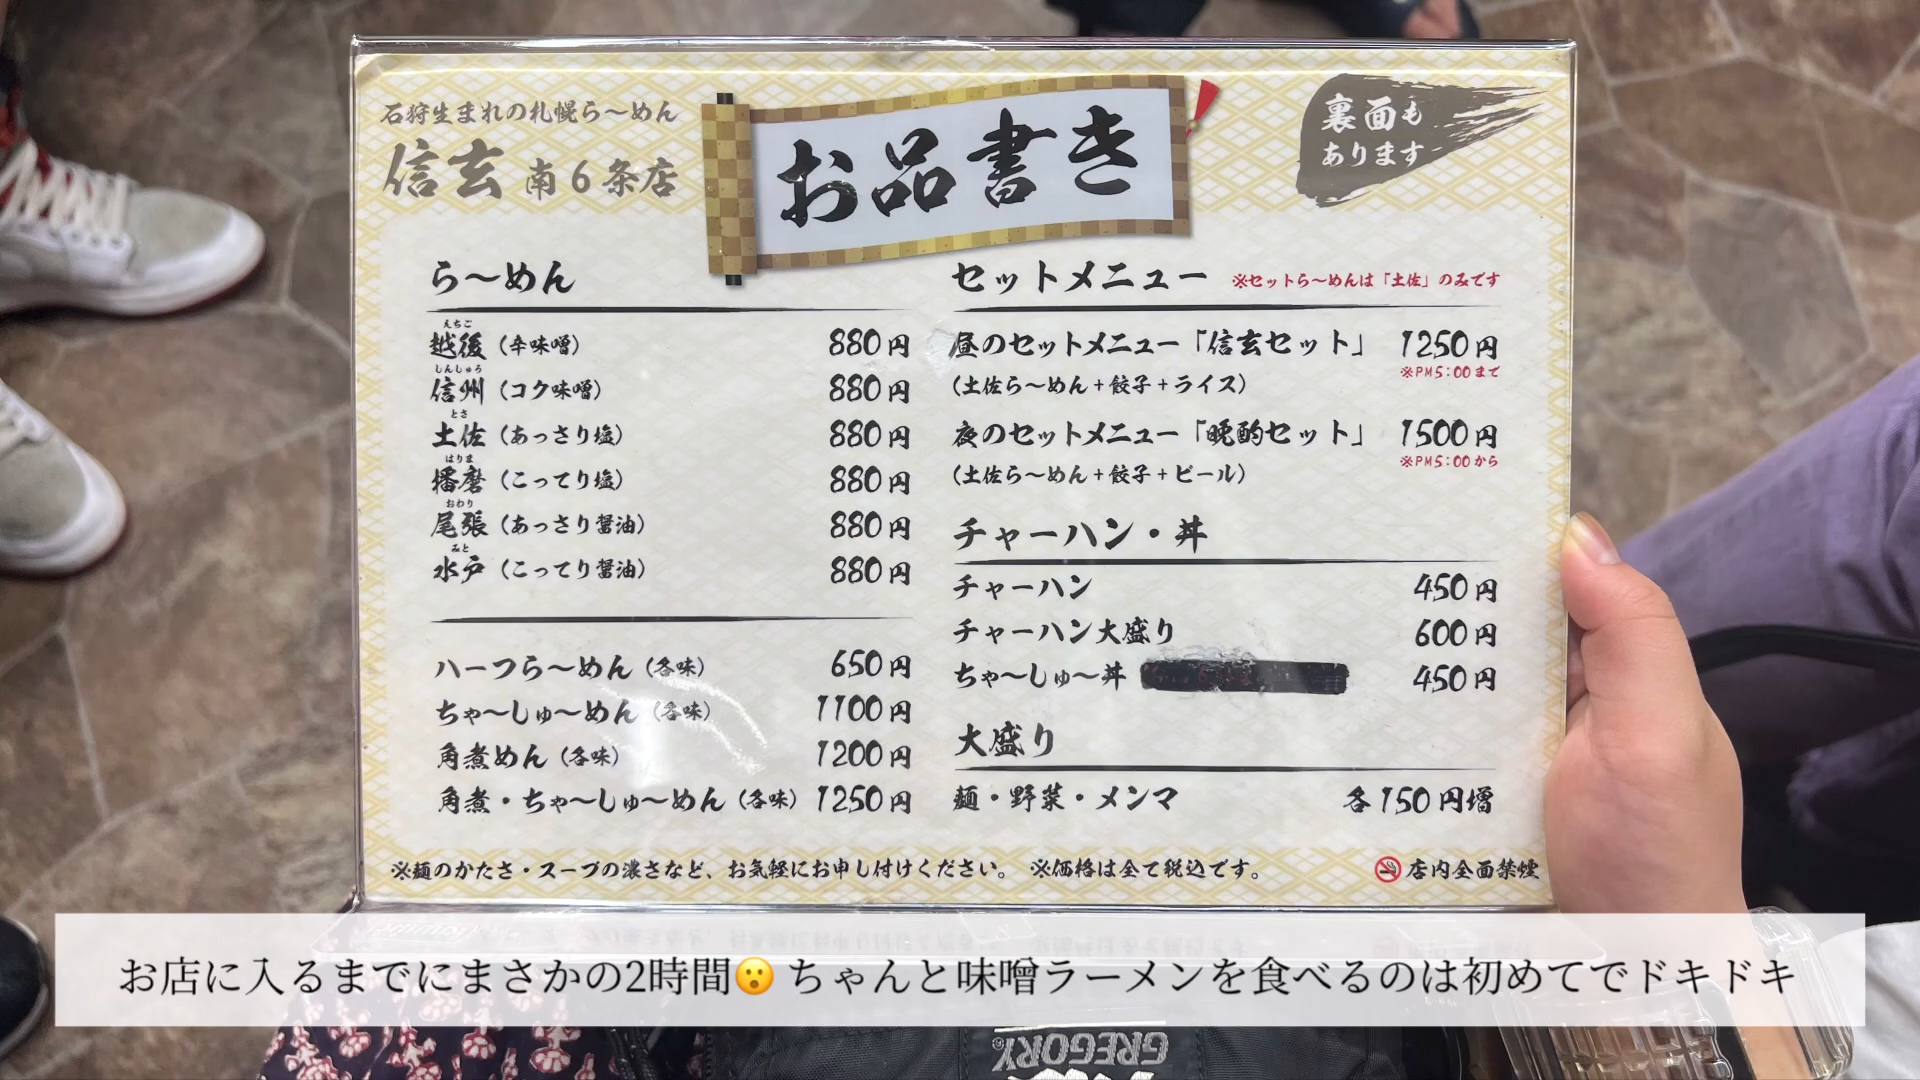 石狩生まれの札幌ら〜めん
信玄 南6条店
お品書き
裏面も
あります
ら〜めん
えちご
越後（辛味噌） 880円
しんしゅう
信州（コク味噌） 880円
とさ
土佐（あっさり塩） 880円
はりま
播磨（こってり塩） 880円
おわり
尾張（あっさり醤油） 880円
みと
水戸（こってり醤油） 880円
ハーフら〜めん（各味） 650円
ちゃ〜しゅ〜めん（各味） 1100円
角煮めん（各味） 1200円
角煮・ちゃ〜しゅ〜めん（各味） 1250円
セットメニュー ※セットら〜めんは「土佐」のみです
昼のセットメニュー「信玄セット」 1250円
※PM5:00まで
（土佐ら〜めん+餃子+ライス）
夜のセットメニュー「晩酌セット」 1500円
※PM5:00から
（土佐ら〜めん+餃子+ビール）
チャーハン・丼
チャーハン 450円
チャーハン大盛り 600円
ちゃ〜しゅ〜丼 450円
大盛り
麺・野菜・メンマ 各150円増
※麺のかたさ・スープの濃さなど、お気軽にお申し付けください。 ※価格は全て税込です。
店内全面禁煙
お店に入るまでにまさかの2時間😮 ちゃんと味噌ラーメンを食べるのは初めてでドキドキ
GREGORY